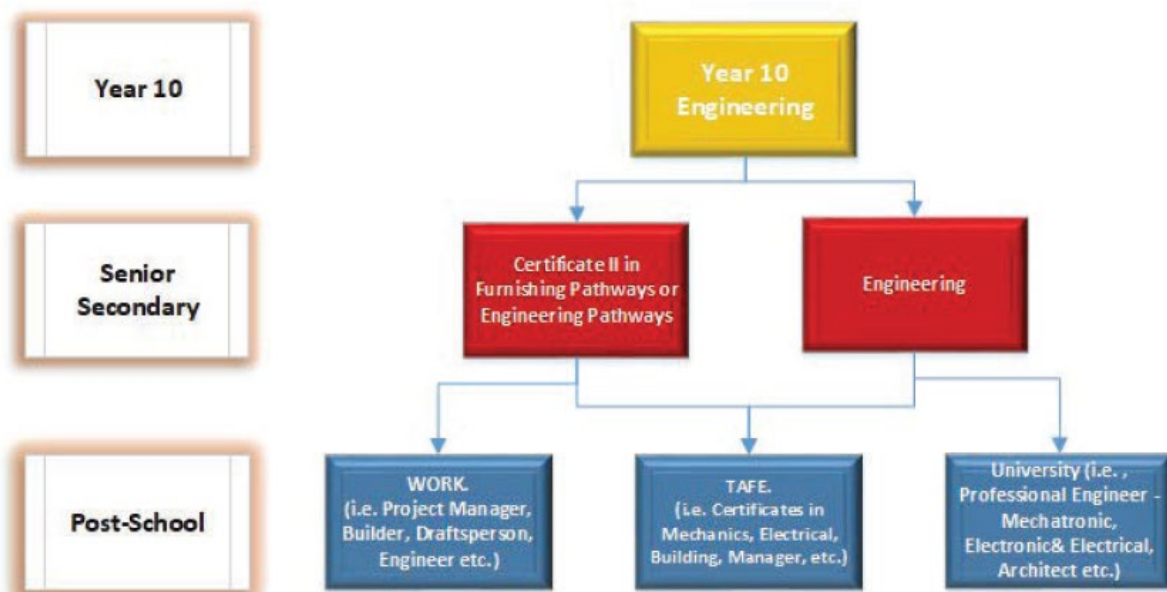 Year 10
Year 10
Engineering
Senior
Secondary
Certificate II in
Furnishing Pathways or
Engineering Pathways
Engineering
Post-School
WORK.
(i.e. Project Manager,
Builder, Draftsperson,
Engineer etc.)
TAFE.
(i.e. Certificates in
Mechanics, Electrical,
Building, Manager, etc.)
University (i.e. ,
Professional Engineer -
Mechatronic,
Electronic& Electrical,
Architect etc.)